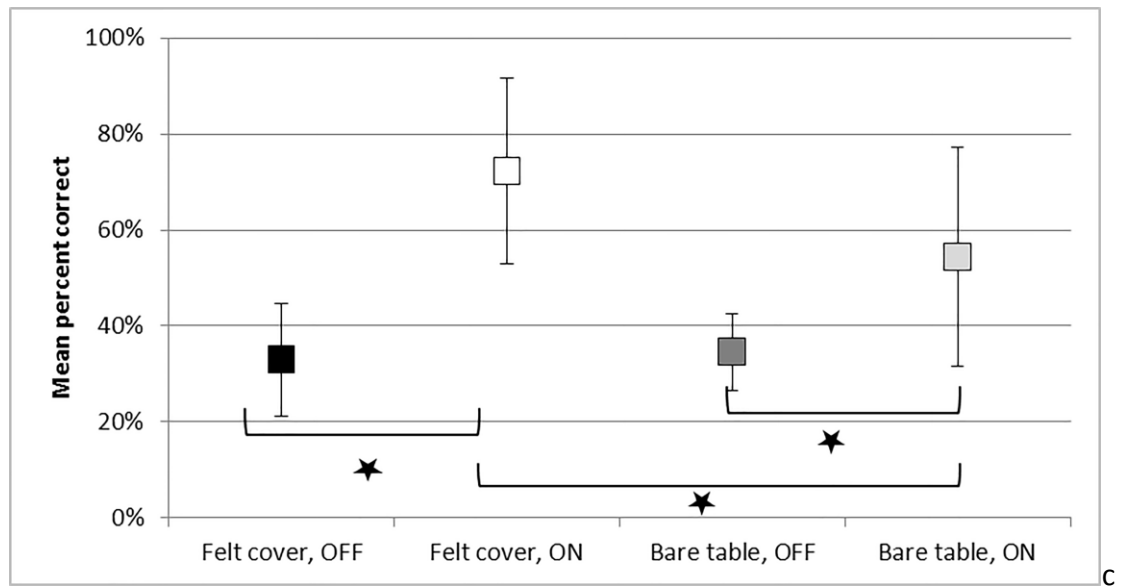 100%
80%
60%
40%
20%
0%
Mean percent correct
Felt cover, OFF
Felt cover, ON
Bare table, OFF
Bare table, ON
c